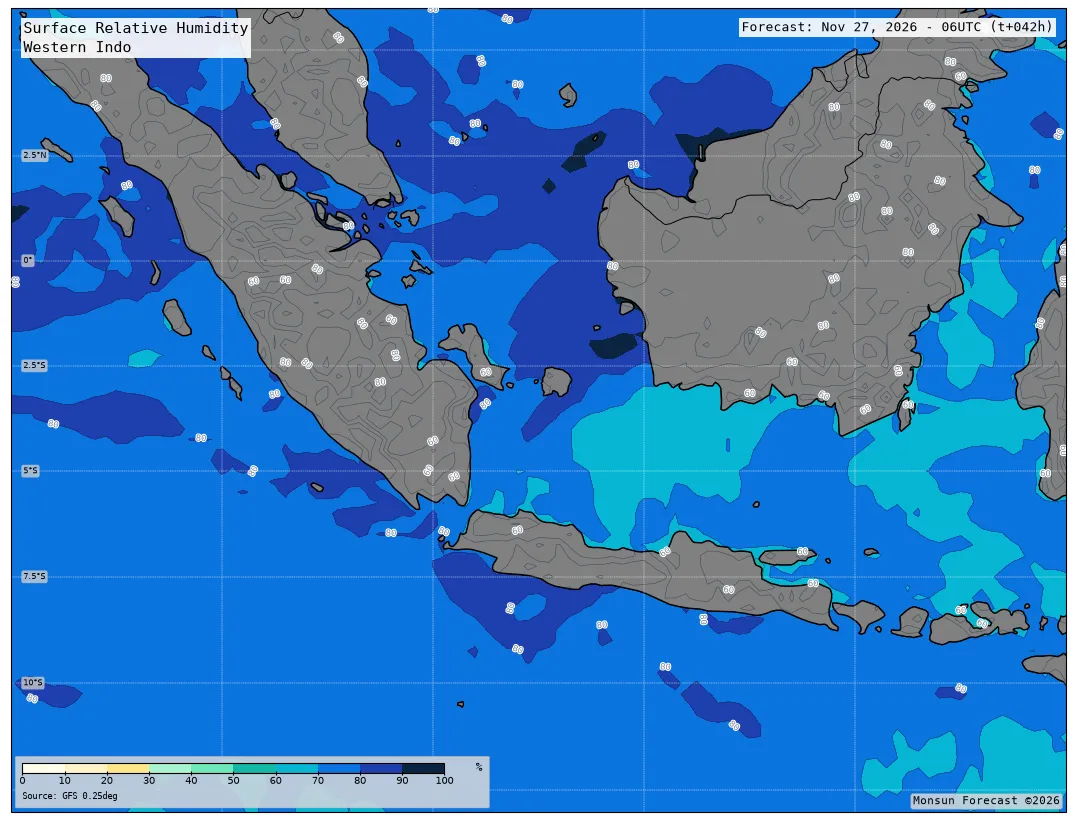 Surface Relative Humidity
Western Indo
Forecast: Nov 27, 2026 - 06UTC (t+042h)
2.5°N
0°
2.5°S
5°S
7.5°S
10°S
%
0 10 20 30 40 50 60 70 80 90 100
Source: GFS 0.25deg
Monsun Forecast ©2026